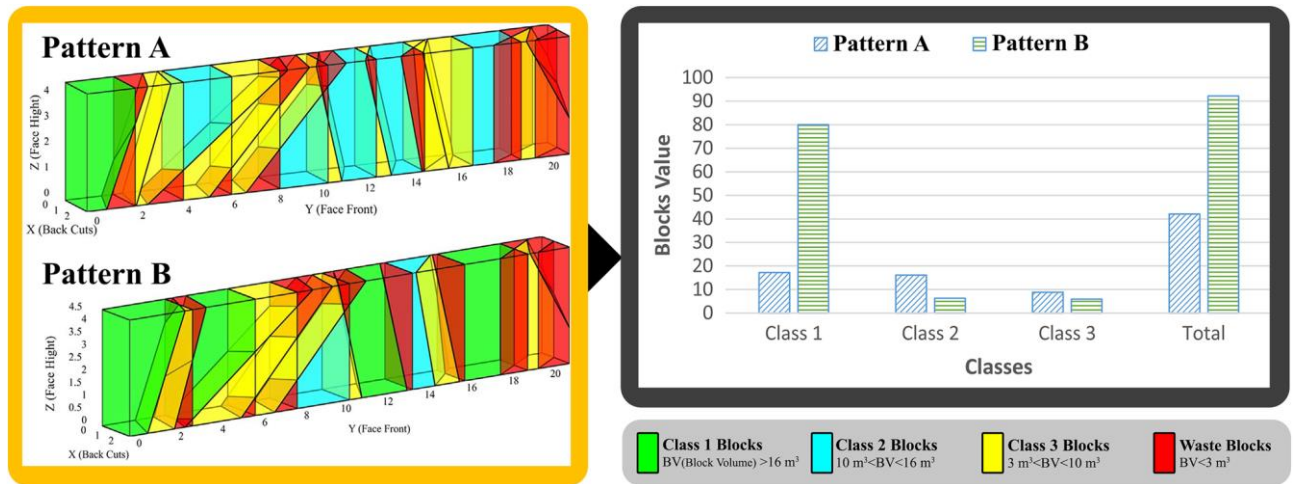 Pattern A
4
3
2
1
0
Z (Face Hight)
0
1
2
X (Back Cuts)
0
2
4
6
8
10
12
14
16
18
20
Y (Face Front)
Pattern B
4.5
4
3.5
3
2.5
2
1.5
1
0.5
0
Z (Face Hight)
0
1
2
X (Back Cuts)
0
2
4
6
8
10
12
14
16
18
20
Y (Face Front)
Pattern A Pattern B
100
90
80
70
60
50
40
30
20
10
0
Blocks Value
Class 1 Class 2 Class 3 Total
Classes
Class 1 Blocks
BV(Block Volume) >16 m³
Class 2 Blocks
10 m³<BV<16 m³
Class 3 Blocks
3 m³<BV<10 m³
Waste Blocks
BV<3 m³